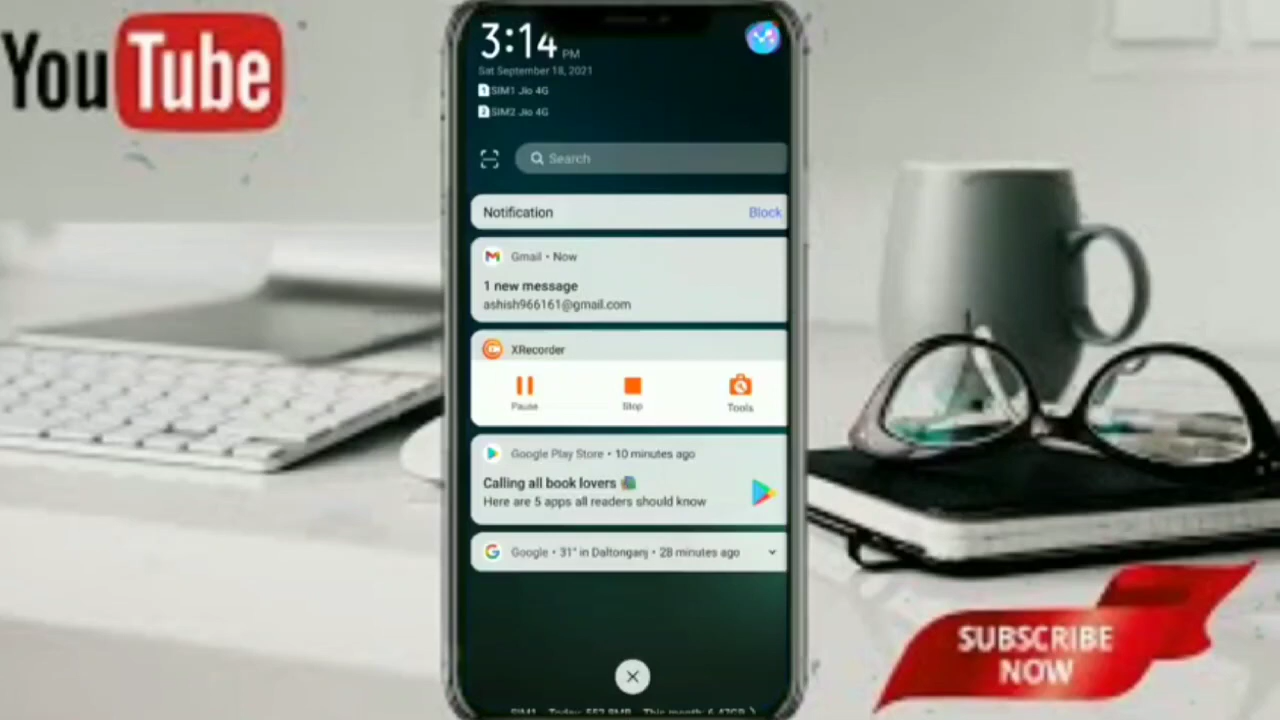 YouTube
3:14 PM
Sat September 18, 2021
1 SIM1 Jio 4G
2 SIM2 Jio 4G
Search
Notification Block
Gmail • Now
1 new message
ashish966161@gmail.com
XRecorder
Pause Stop Tools
Google Play Store • 10 minutes ago
Calling all book lovers 📚
Here are 5 apps all readers should know
Google • 31° in Daltonganj • 28 minutes ago
SUBSCRIBE
NOW